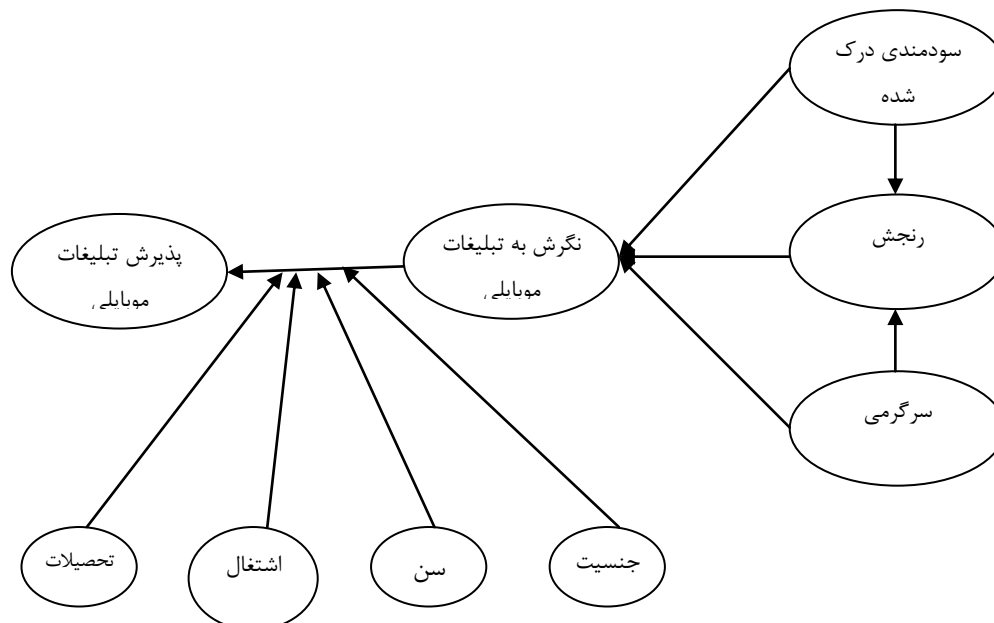 سودمندی درک
شده
رنجش
سرگرمی
نگرش به تبلیغات
موبایلی
پذیرش تبلیغات
موبایلی
جنسیت
سن
اشتغال
تحصیلات